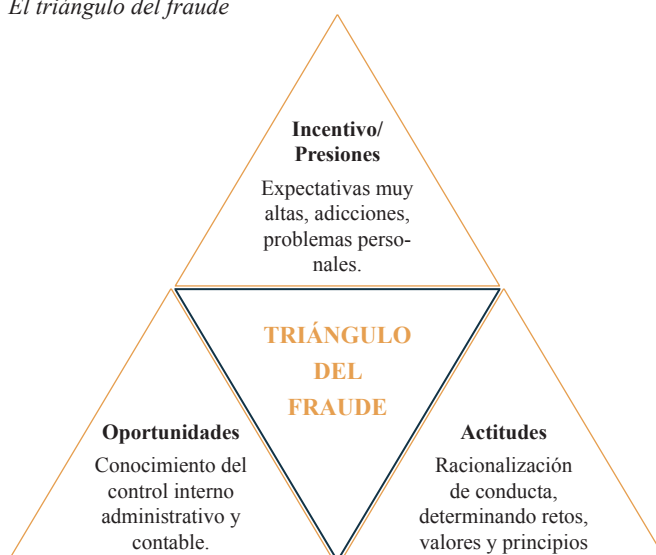 El triángulo del fraude
Incentivo/
Presiones
Expectativas muy
altas, adicciones,
problemas perso-
nales.
TRIÁNGULO
DEL
FRAUDE
Oportunidades
Conocimiento del
control interno
administrativo y
contable.
Actitudes
Racionalización
de conducta,
determinando retos,
valores y principios